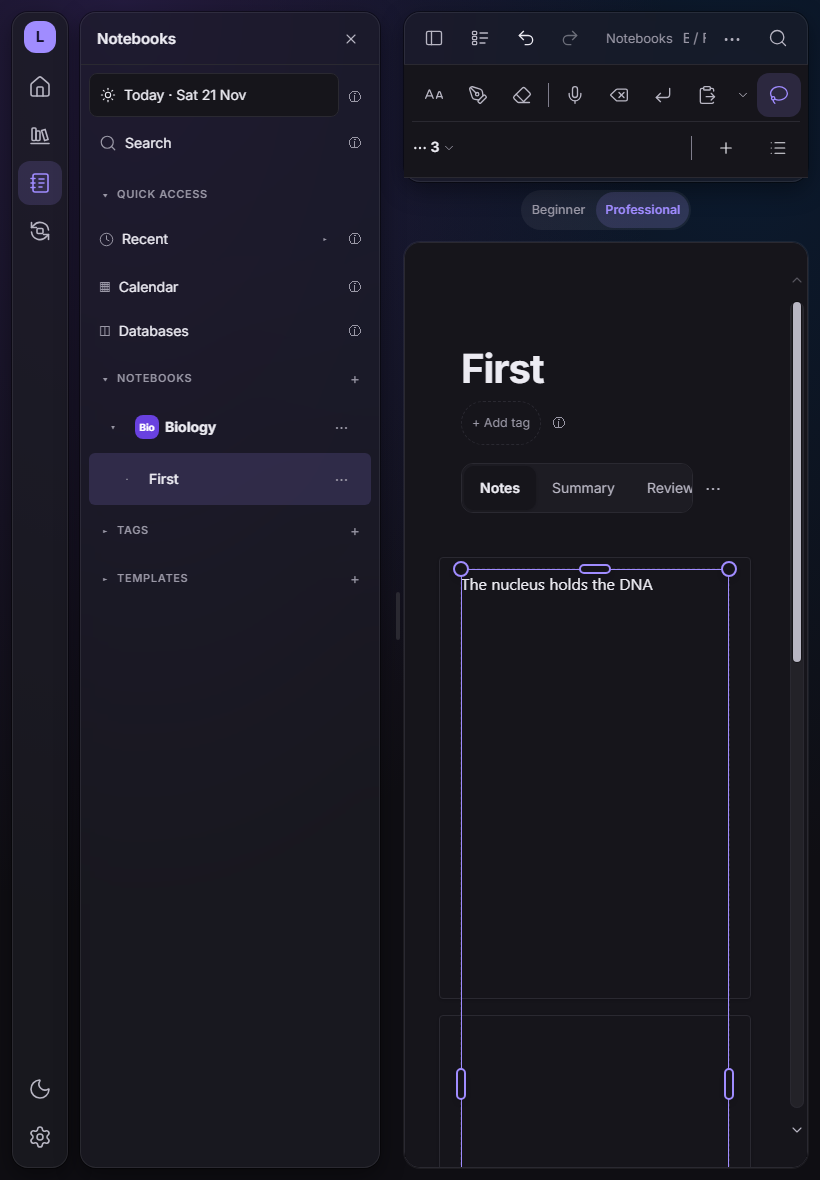 L
Notebooks
Today · Sat 21 Nov
Search
QUICK ACCESS
Recent
Calendar
Databases
NOTEBOOKS
Bio Biology
First
TAGS
TEMPLATES
Notebooks
AA
3
Beginner Professional
First
+ Add tag
Notes Summary Review
The nucleus holds the DNA